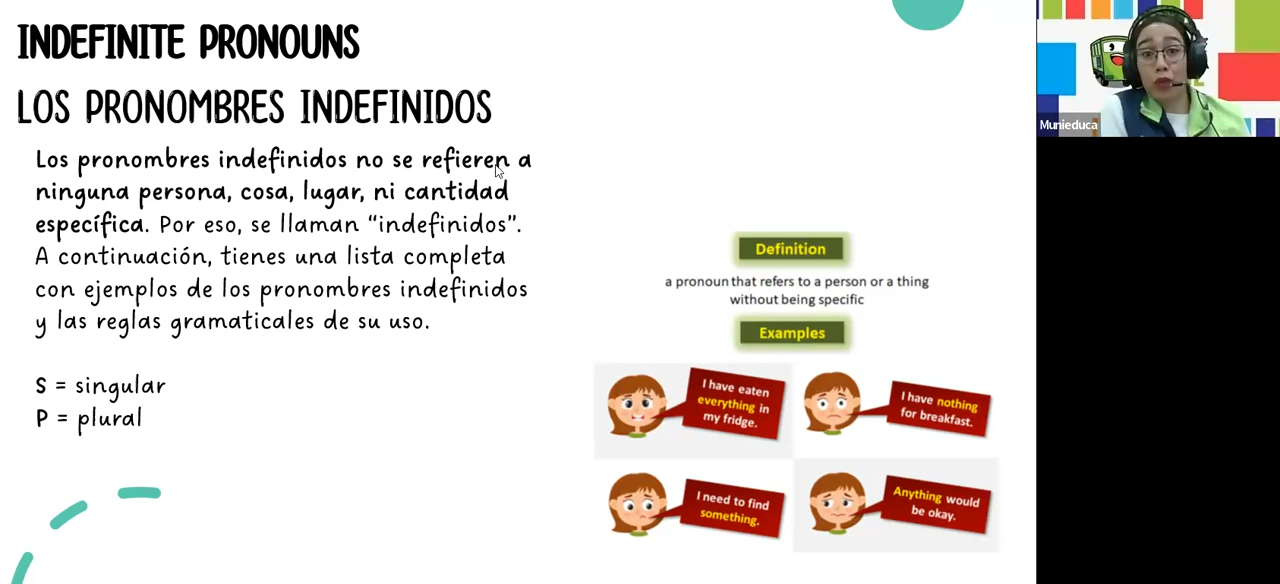 INDEFINITE PRONOUNS
LOS PRONOMBRES INDEFINIDOS
Los pronombres indefinidos no se refieren a
ninguna persona, cosa, lugar, ni cantidad
específica. Por eso, se llaman “indefinidos”.
A continuación, tienes una lista completa
con ejemplos de los pronombres indefinidos
y las reglas gramaticales de su uso.
S = singular
P = plural
Definition
a pronoun that refers to a person or a thing
without being specific
Examples
I have eaten
everything in
my fridge.
I have nothing
for breakfast.
I need to find
something.
Anything would
be okay.
Munieduca